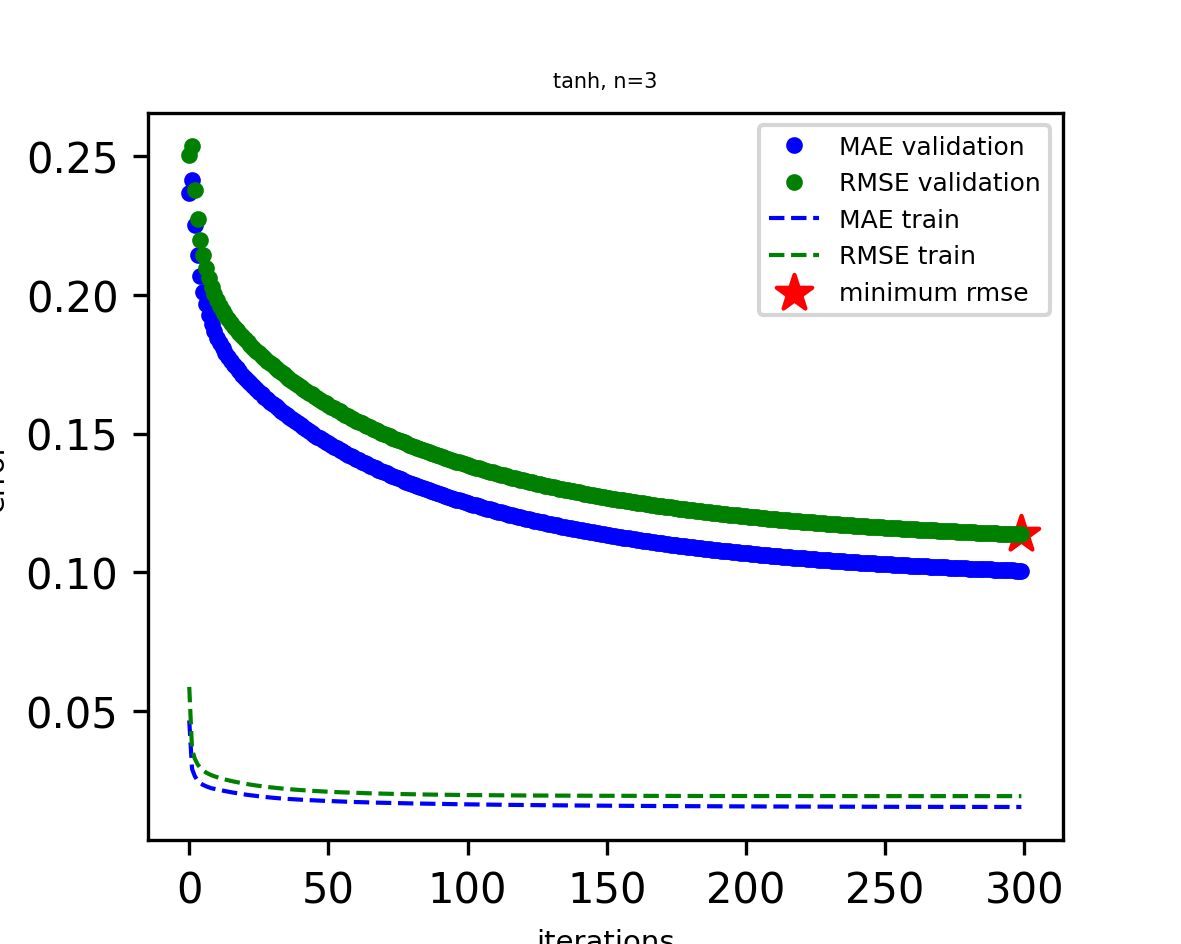 tanh, n=3
0.25
0.20
0.15
0.10
0.05
MAE validation
RMSE validation
MAE train
RMSE train
minimum rmse
0 50 100 150 200 250 300
iterations